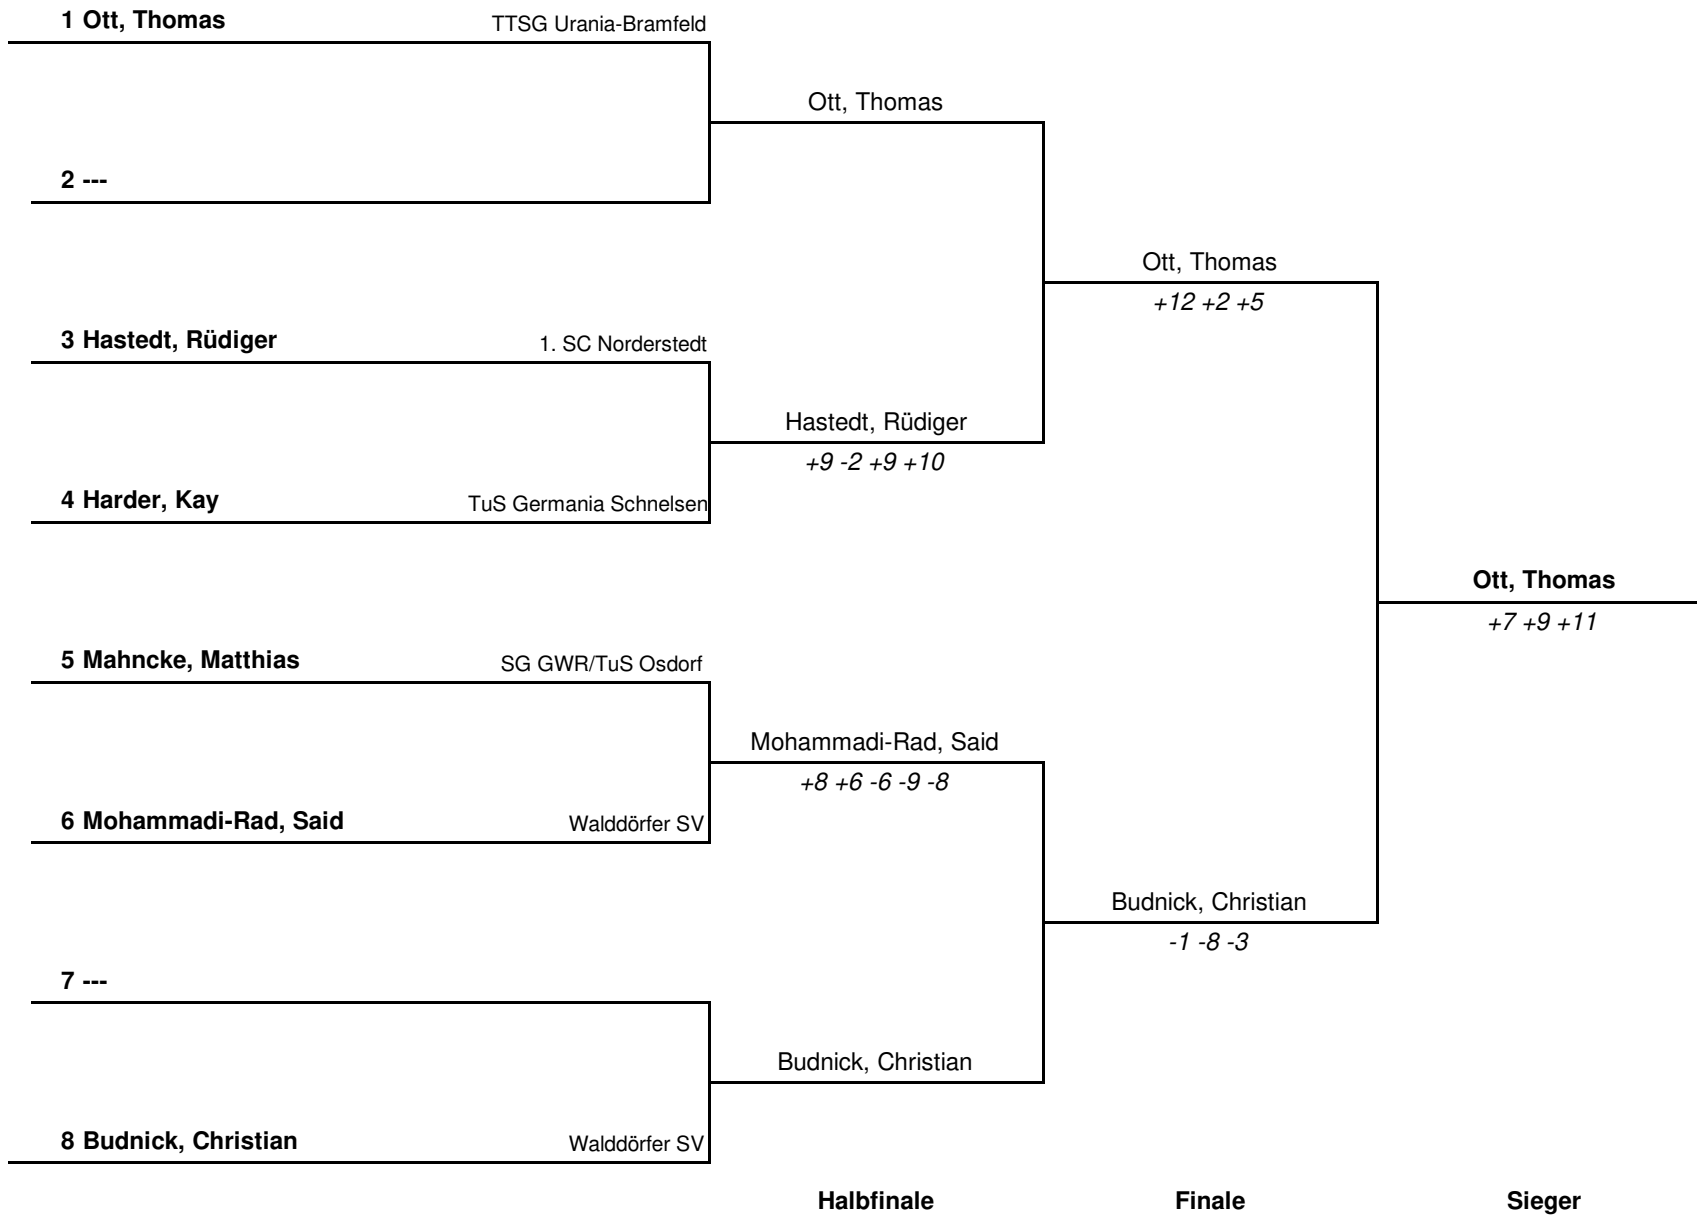 1 Ott, Thomas TTSG Urania-Bramfeld
Ott, Thomas
2 ---
Ott, Thomas
+12 +2 +5
3 Hastedt, Rüdiger 1. SC Norderstedt
Hastedt, Rüdiger
+9 -2 +9 +10
4 Harder, Kay TuS Germania Schnelsen
Ott, Thomas
+7 +9 +11
5 Mahncke, Matthias SG GWR/TuS Osdorf
Mohammadi-Rad, Said
+8 +6 -6 -9 -8
6 Mohammadi-Rad, Said Walddörfer SV
Budnick, Christian
-1 -8 -3
7 ---
Budnick, Christian
8 Budnick, Christian Walddörfer SV
Halbfinale Finale Sieger